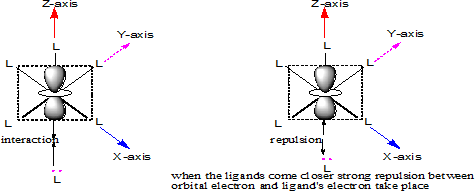 Z-axis
L
Y-axis
L
L
L
L
interaction
X-axis
L
Z-axis
L
Y-axis
L
L
L
L
repulsion
X-axis
L
when the ligands come closer strong repulsion between
orbital electron and ligand's electron take place